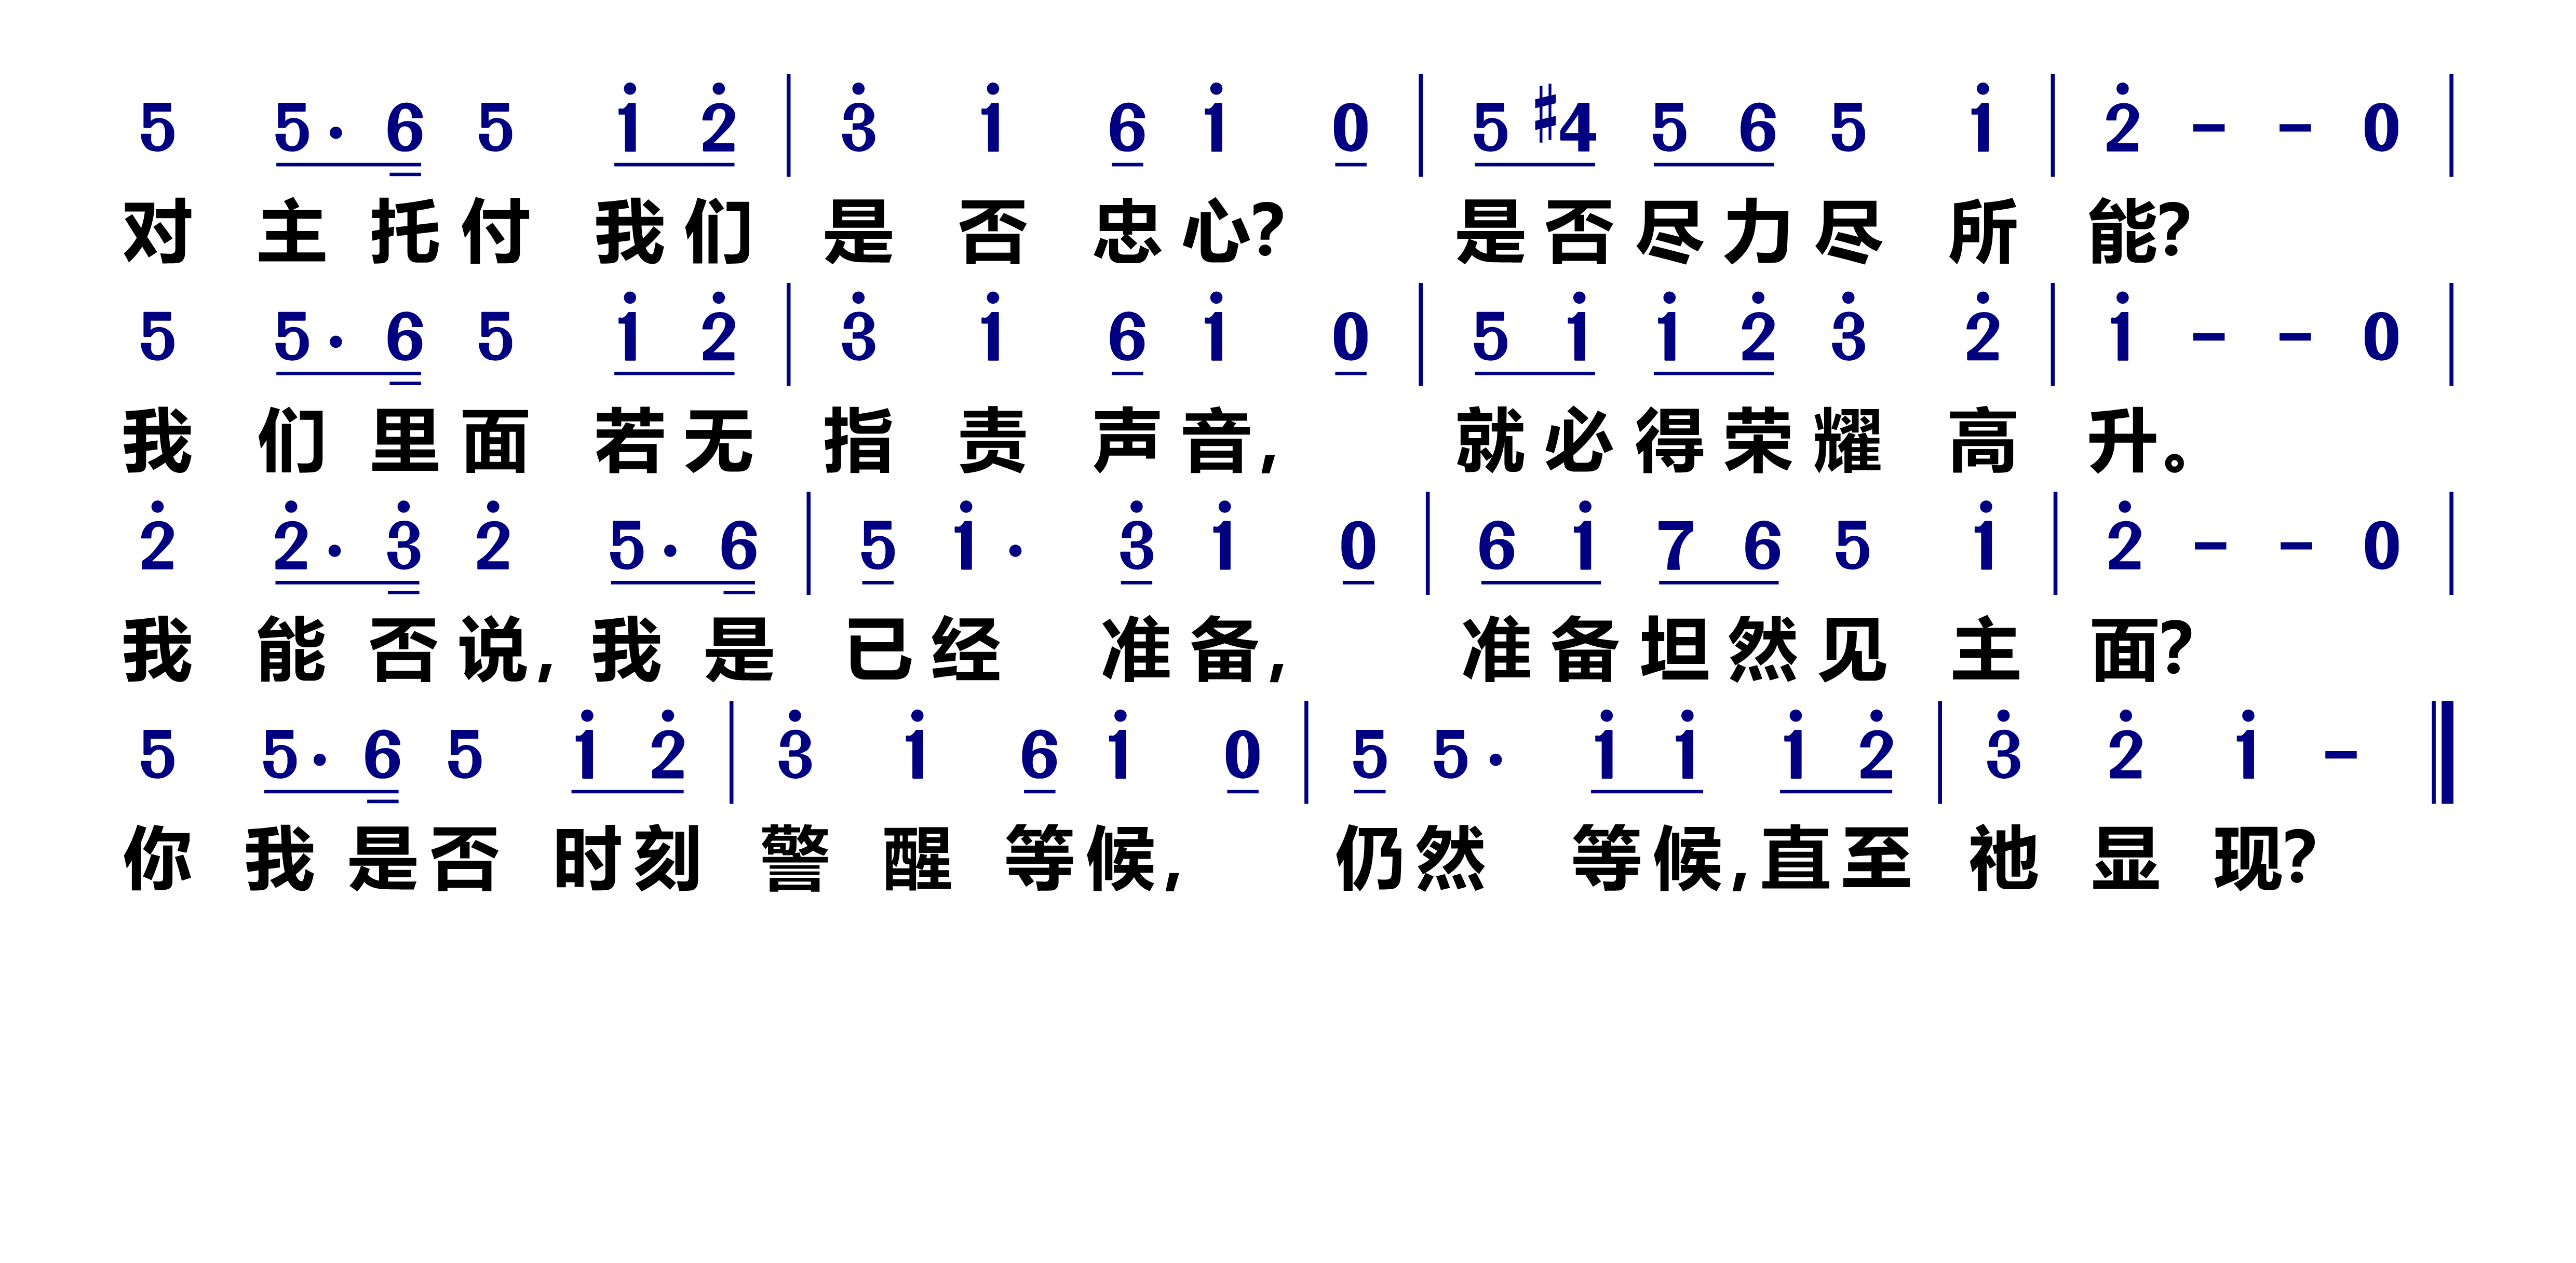 5 5· 6 5 i 2̇ | 3̇ i 6 i 0 | 5 ♯4 5 6 5 i | 2̇ – – 0 |
对主托付我们是否忠心？是否尽力尽所能？
5 5· 6 5 i 2̇ | 3̇ i 6 i 0 | 5 i i 2̇ 3̇ 2̇ | i – – 0 |
我们里面若无指责声音，就必得荣耀高升。
2̇ 2̇· 3̇ 2̇ 5· 6 | 5 i· 3̇ i 0 | 6 i 7 6 5 i | 2̇ – – 0 |
我能否说，我是已经准备，准备坦然见主面？
5 5· 6 5 i 2̇ | 3̇ i 6 i 0 | 5 5· i i i 2̇ | 3̇ 2̇ i – ‖
你我是否时刻警醒等候，仍然等候，直至祂显现？